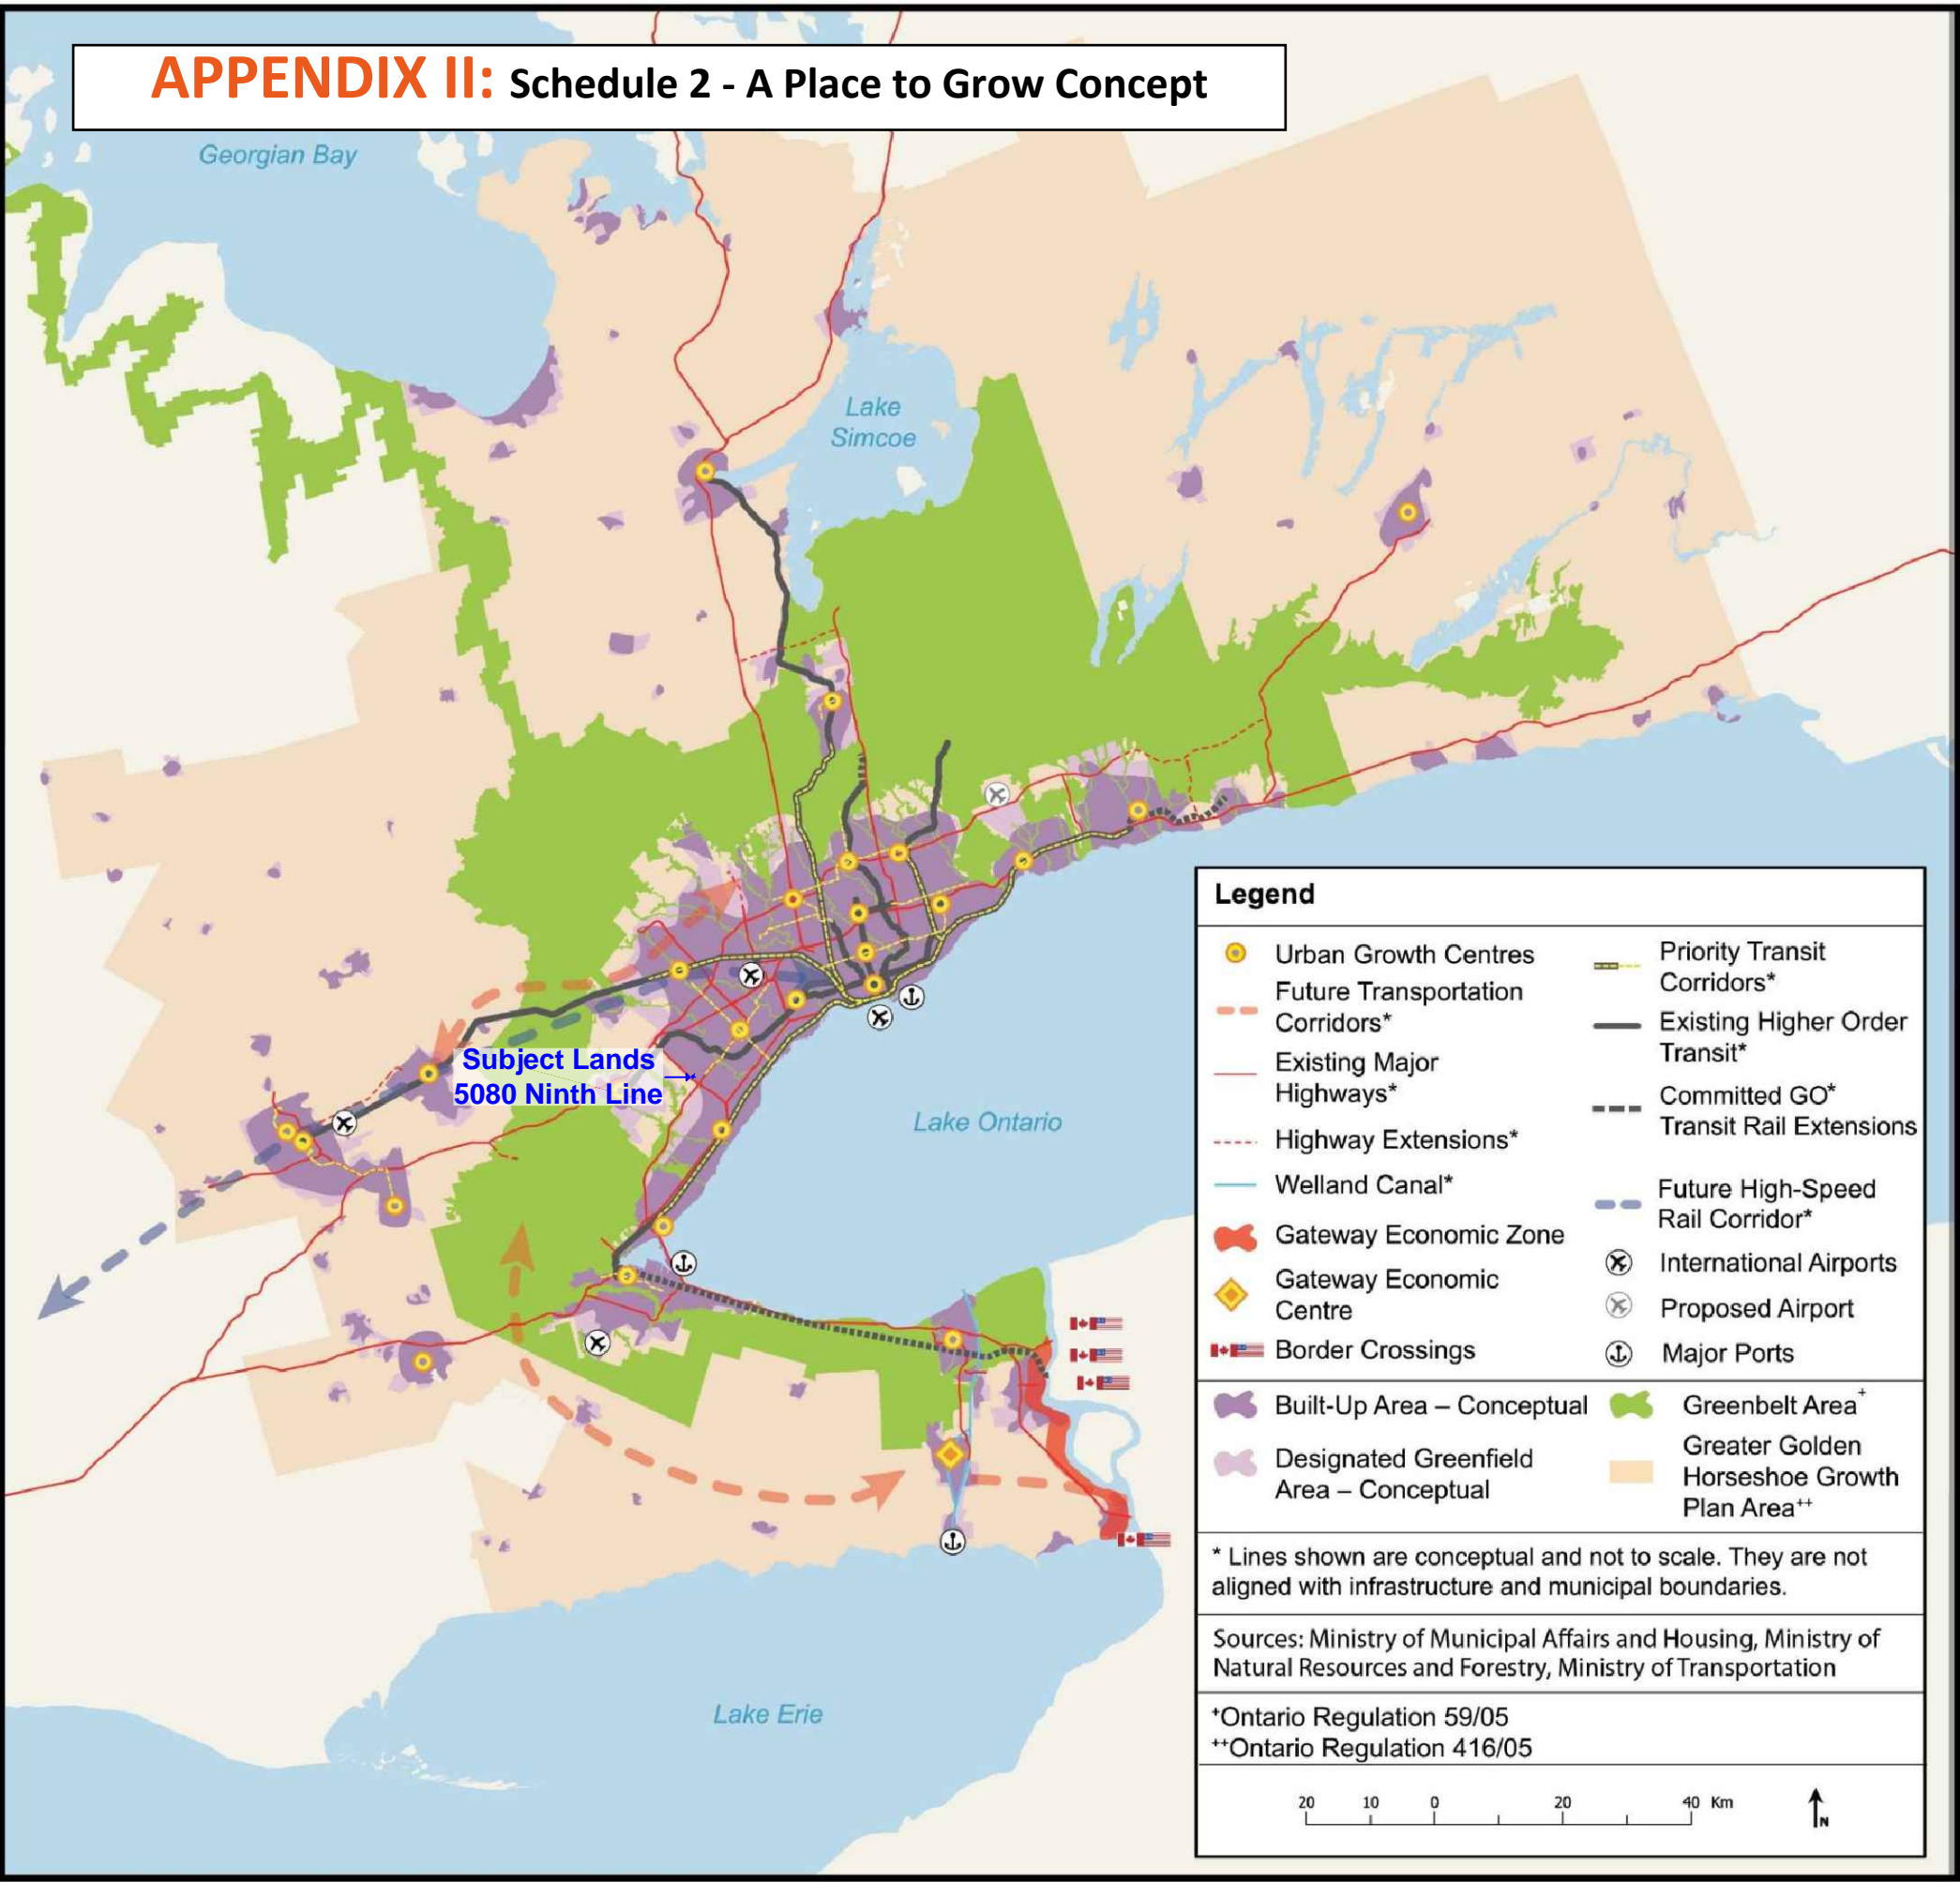 APPENDIX II: Schedule 2 - A Place to Grow Concept
Georgian Bay
Lake
Simcoe
Subject Lands
5080 Ninth Line
Lake Ontario
Lake Erie
Legend
Urban Growth Centres
Future Transportation
Corridors*
Existing Major
Highways*
Highway Extensions*
Welland Canal*
Gateway Economic Zone
Gateway Economic
Centre
Border Crossings
Priority Transit
Corridors*
Existing Higher Order
Transit*
Committed GO*
Transit Rail Extensions
Future High-Speed
Rail Corridor*
International Airports
Proposed Airport
Major Ports
Built-Up Area – Conceptual
Designated Greenfield
Area – Conceptual
Greenbelt Area+
Greater Golden
Horseshoe Growth
Plan Area++
* Lines shown are conceptual and not to scale. They are not
aligned with infrastructure and municipal boundaries.
Sources: Ministry of Municipal Affairs and Housing, Ministry of
Natural Resources and Forestry, Ministry of Transportation
+Ontario Regulation 59/05
++Ontario Regulation 416/05
20 10 0 20 40 Km
N